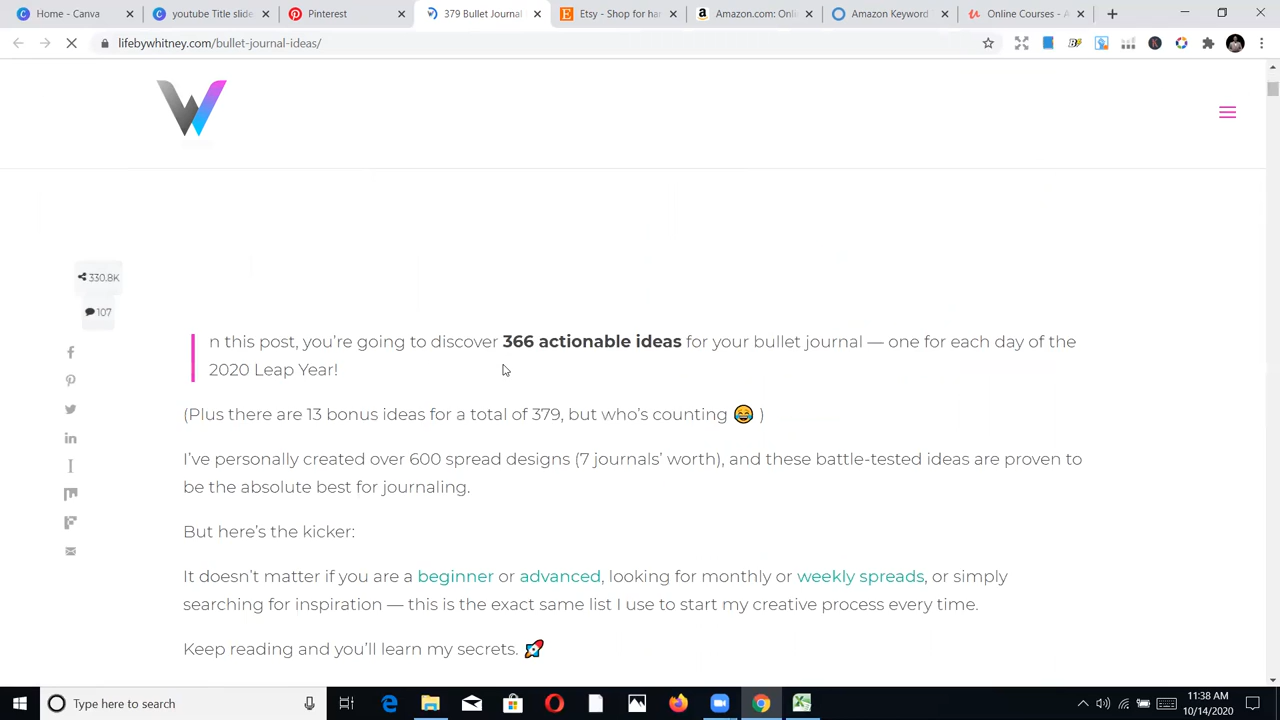 Home - Canva
youtube Title slide
Pinterest
379 Bullet Journal
Etsy - Shop for har
Amazon.com: Onli
Amazon Keyword
Online Courses - A
lifebywhitney.com/bullet-journal-ideas/
W
330.8K
107
n this post, you’re going to discover 366 actionable ideas for your bullet journal — one for each day of the
2020 Leap Year!
(Plus there are 13 bonus ideas for a total of 379, but who’s counting 😂 )
I’ve personally created over 600 spread designs (7 journals’ worth), and these battle-tested ideas are proven to
be the absolute best for journaling.
But here’s the kicker:
It doesn’t matter if you are a beginner or advanced, looking for monthly or weekly spreads, or simply
searching for inspiration — this is the exact same list I use to start my creative process every time.
Keep reading and you’ll learn my secrets. 🚀
Type here to search
11:38 AM
10/14/2020